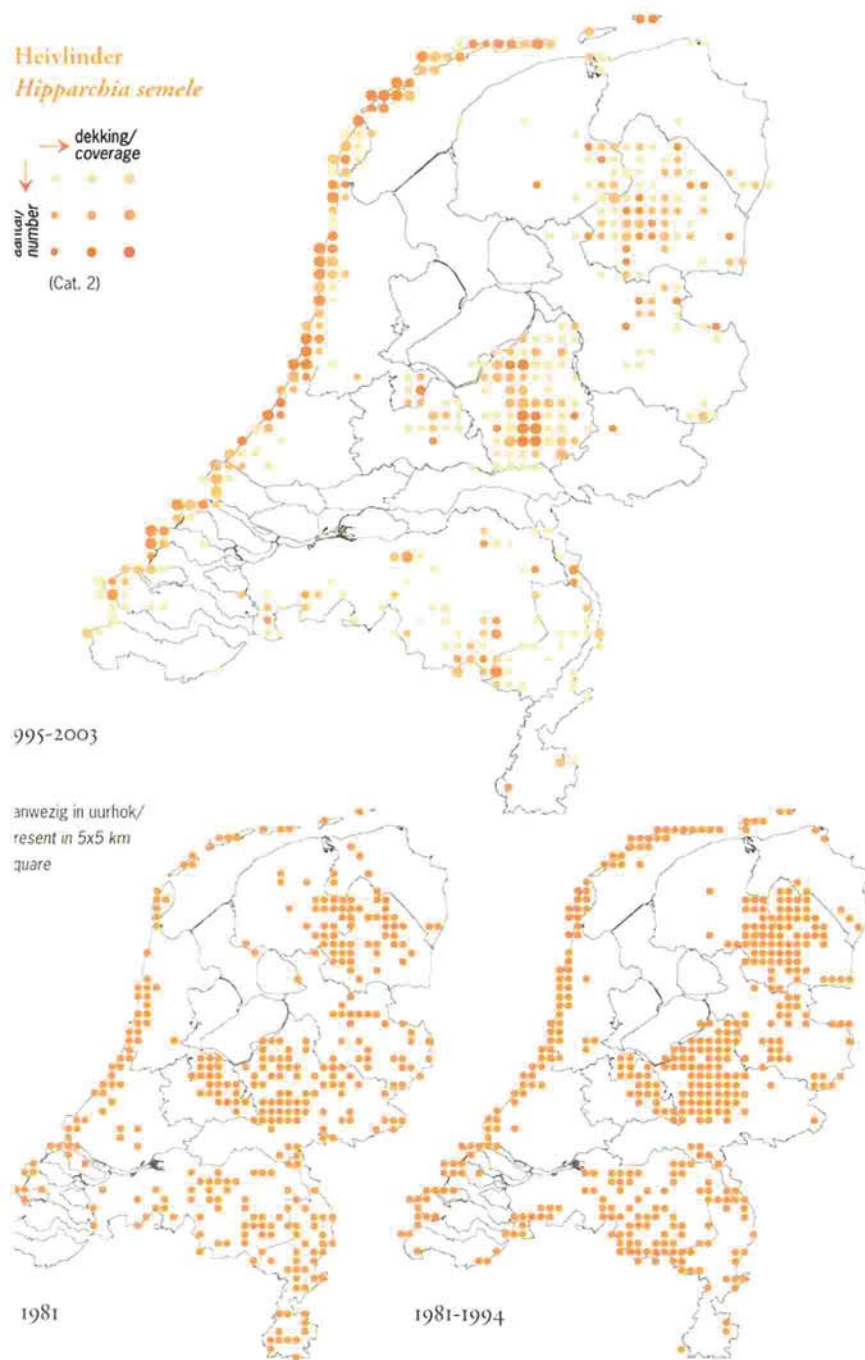 Heivlinder
Hipparchia semele
dekking/
coverage
number
(Cat. 2)
995-2003
anwezig in uurhok/
resent in 5x5 km
quare
1981
1981-1994